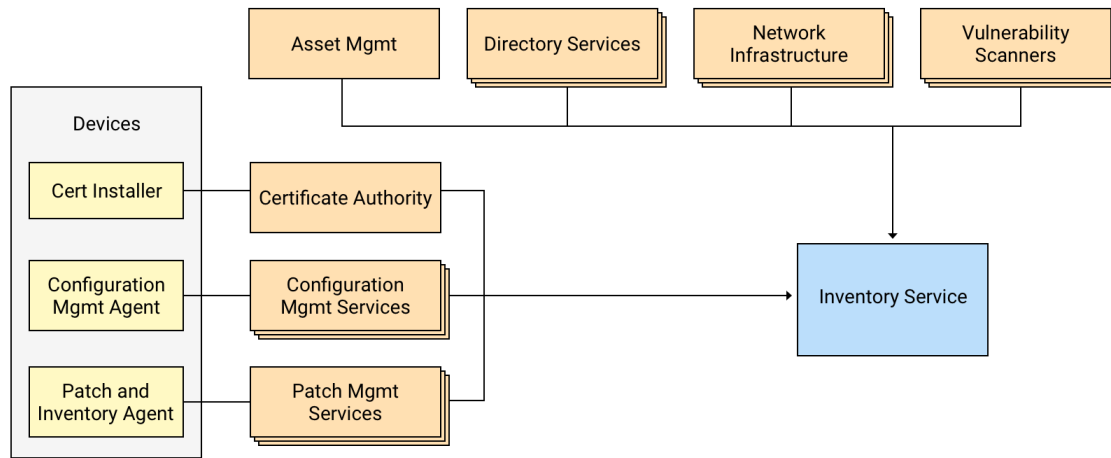 Asset Mgmt
Directory Services
Network
Infrastructure
Vulnerability
Scanners
Devices
Cert Installer
Certificate Authority
Configuration
Mgmt Agent
Configuration
Mgmt Services
Inventory Service
Patch and
Inventory Agent
Patch Mgmt
Services